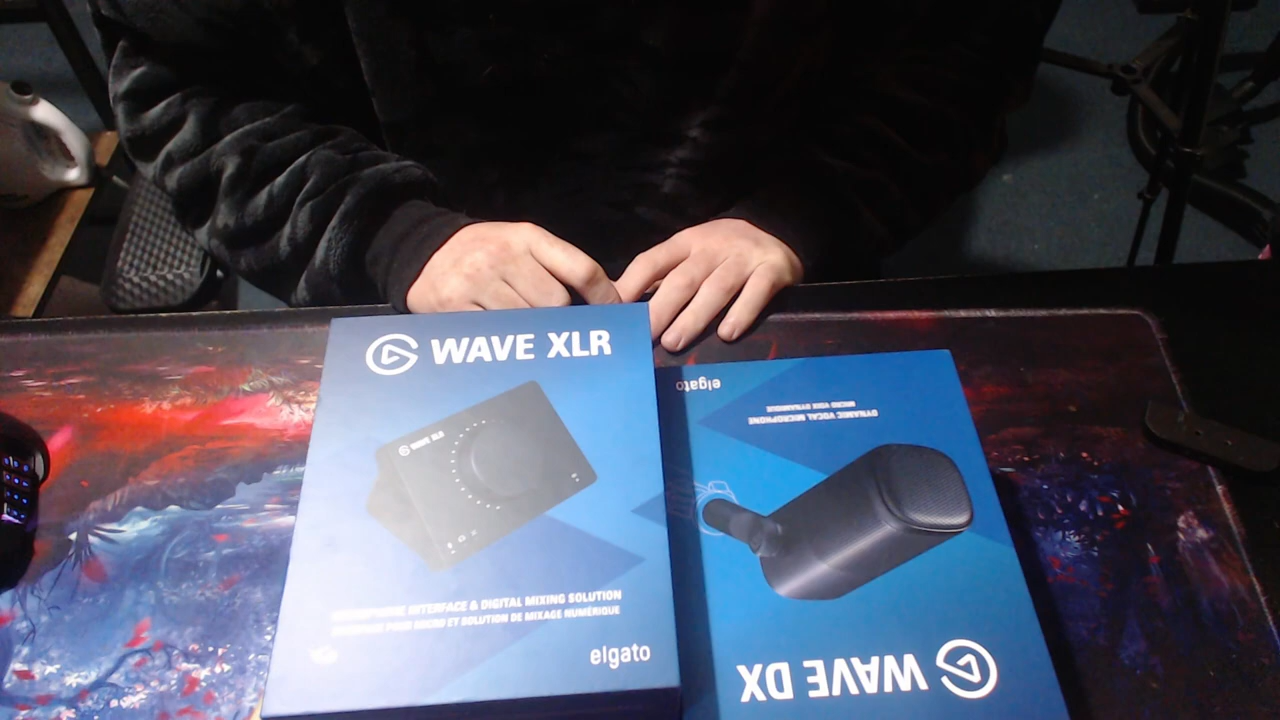 WAVE XLR
WAVE XLR
MICROPHONE INTERFACE & DIGITAL MIXING SOLUTION
INTERFACE POUR MICRO ET SOLUTION DE MIXAGE NUMÉRIQUE
elgato
WAVE DX
DYNAMIC VOCAL MICROPHONE
MICRO VOIX DYNAMIQUE
elgato